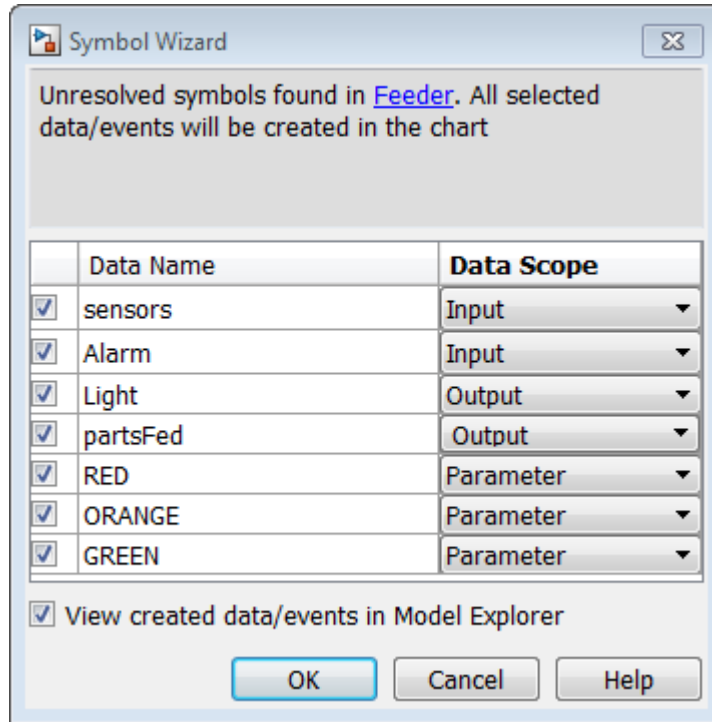 Symbol Wizard
Unresolved symbols found in Feeder. All selected
data/events will be created in the chart
Data Name Data Scope
sensors Input
Alarm Input
Light Output
partsFed Output
RED Parameter
ORANGE Parameter
GREEN Parameter
View created data/events in Model Explorer
OK Cancel Help